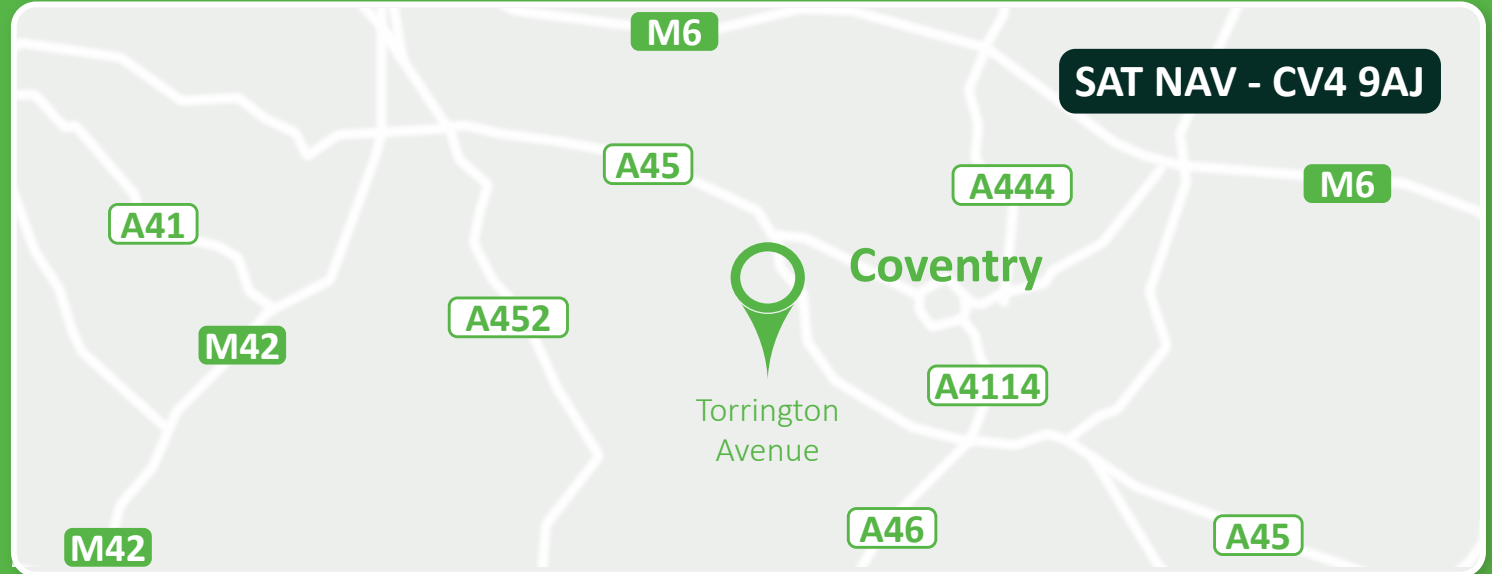 M6
SAT NAV - CV4 9AJ
A45
A444
M6
A41
Coventry
A452
M42
A4114
Torrington
Avenue
A46
A45
M42